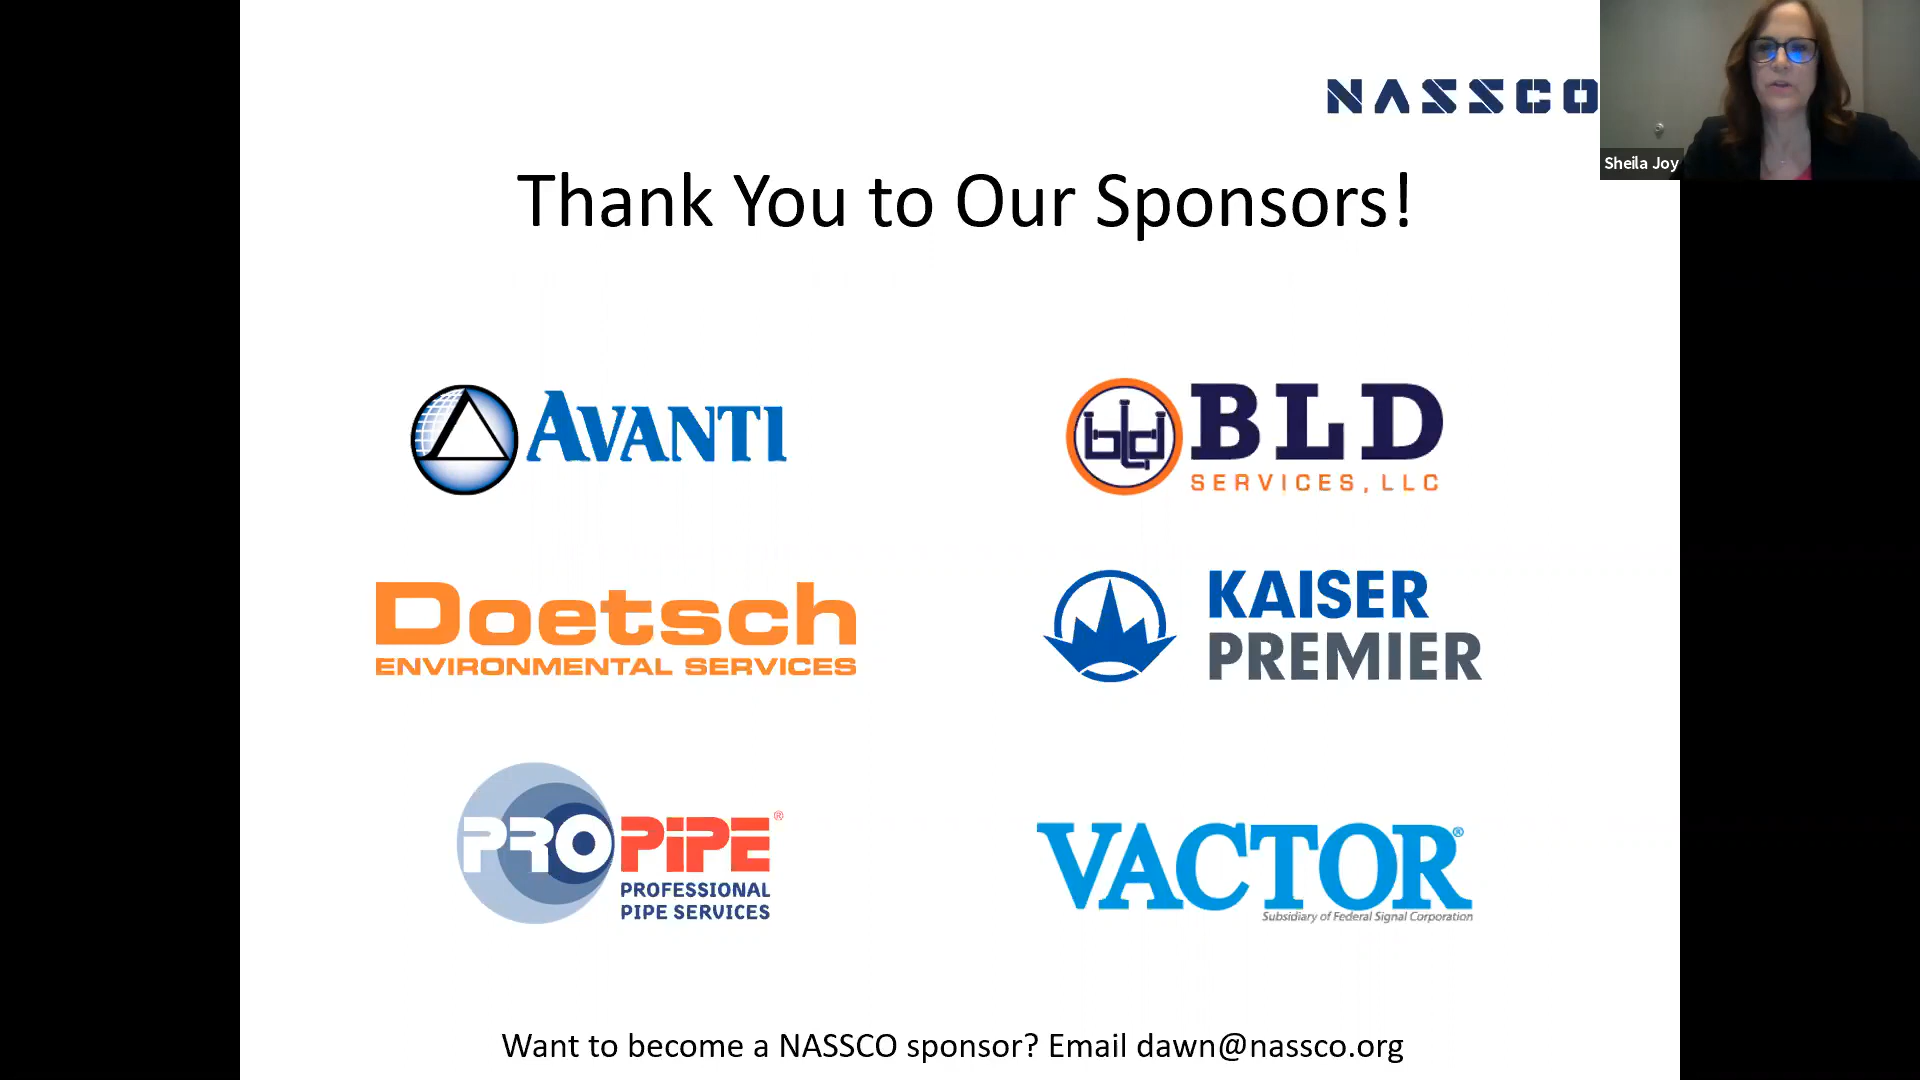 NASSCO
Sheila Joy
Thank You to Our Sponsors!
AVANTI
bld
BLD
SERVICES, LLC
Doetsch
ENVIRONMENTAL SERVICES
KAISER
PREMIER
PROPIPE®
PROFESSIONAL
PIPE SERVICES
VACTOR®
Subsidiary of Federal Signal Corporation
Want to become a NASSCO sponsor? Email dawn@nassco.org